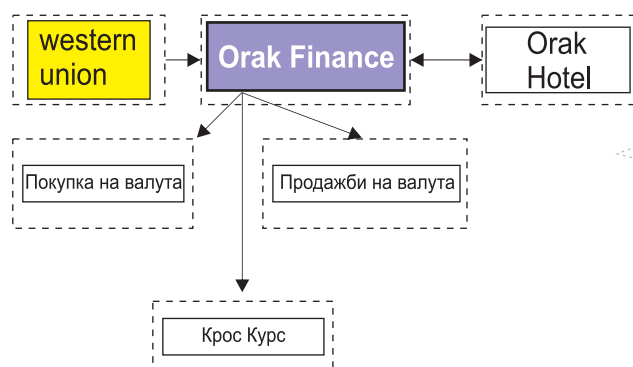 western
union
Orak Finance
Orak
Hotel
Покупка на валута
Продажби на валута
Крос Курс